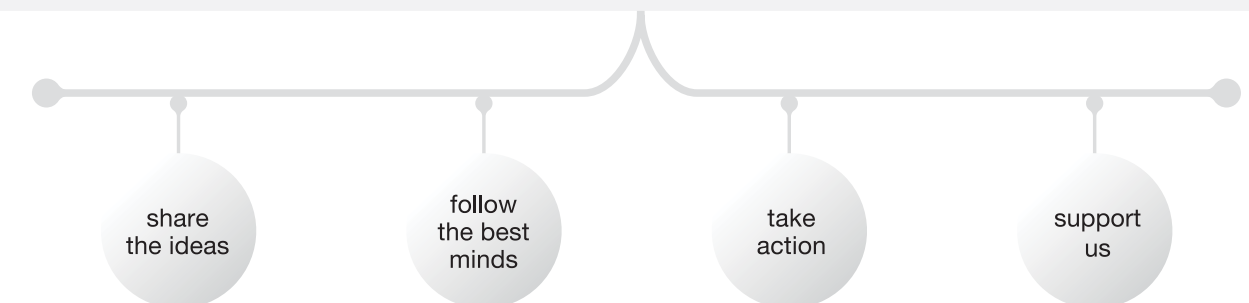 share
the ideas
follow
the best
minds
take
action
support
us